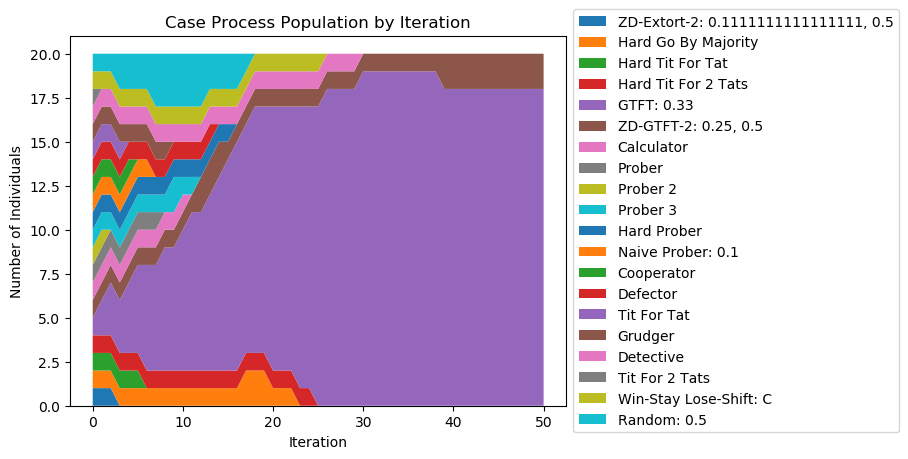 Case Process Population by Iteration
20.0
17.5
15.0
12.5
10.0
7.5
5.0
2.5
0.0
Number of Individuals
0
10
20
30
40
50
Iteration
ZD-Extort-2: 0.1111111111111111, 0.5
Hard Go By Majority
Hard Tit For Tat
Hard Tit For 2 Tats
GTFT: 0.33
ZD-GTFT-2: 0.25, 0.5
Calculator
Prober
Prober 2
Prober 3
Hard Prober
Naive Prober: 0.1
Cooperator
Defector
Tit For Tat
Grudger
Detective
Tit For 2 Tats
Win-Stay Lose-Shift: C
Random: 0.5